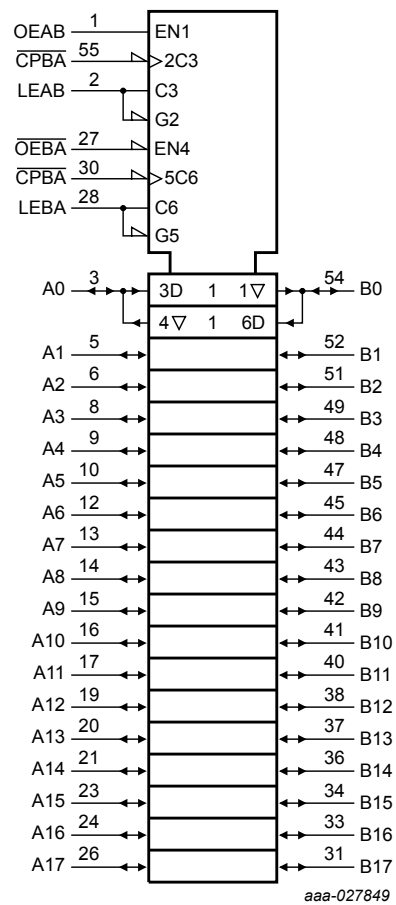 OEAB 1 EN1
CPBA 55 2C3
LEAB 2 C3
G2
OEBA 27 EN4
CPBA 30 5C6
LEBA 28 C6
G5
A0 3 3D 1 1▽ 54 B0
4▽ 1 6D
A1 5 52 B1
A2 6 51 B2
A3 8 49 B3
A4 9 48 B4
A5 10 47 B5
A6 12 45 B6
A7 13 44 B7
A8 14 43 B8
A9 15 42 B9
A10 16 41 B10
A11 17 40 B11
A12 19 38 B12
A13 20 37 B13
A14 21 36 B14
A15 23 34 B15
A16 24 33 B16
A17 26 31 B17
aaa-027849